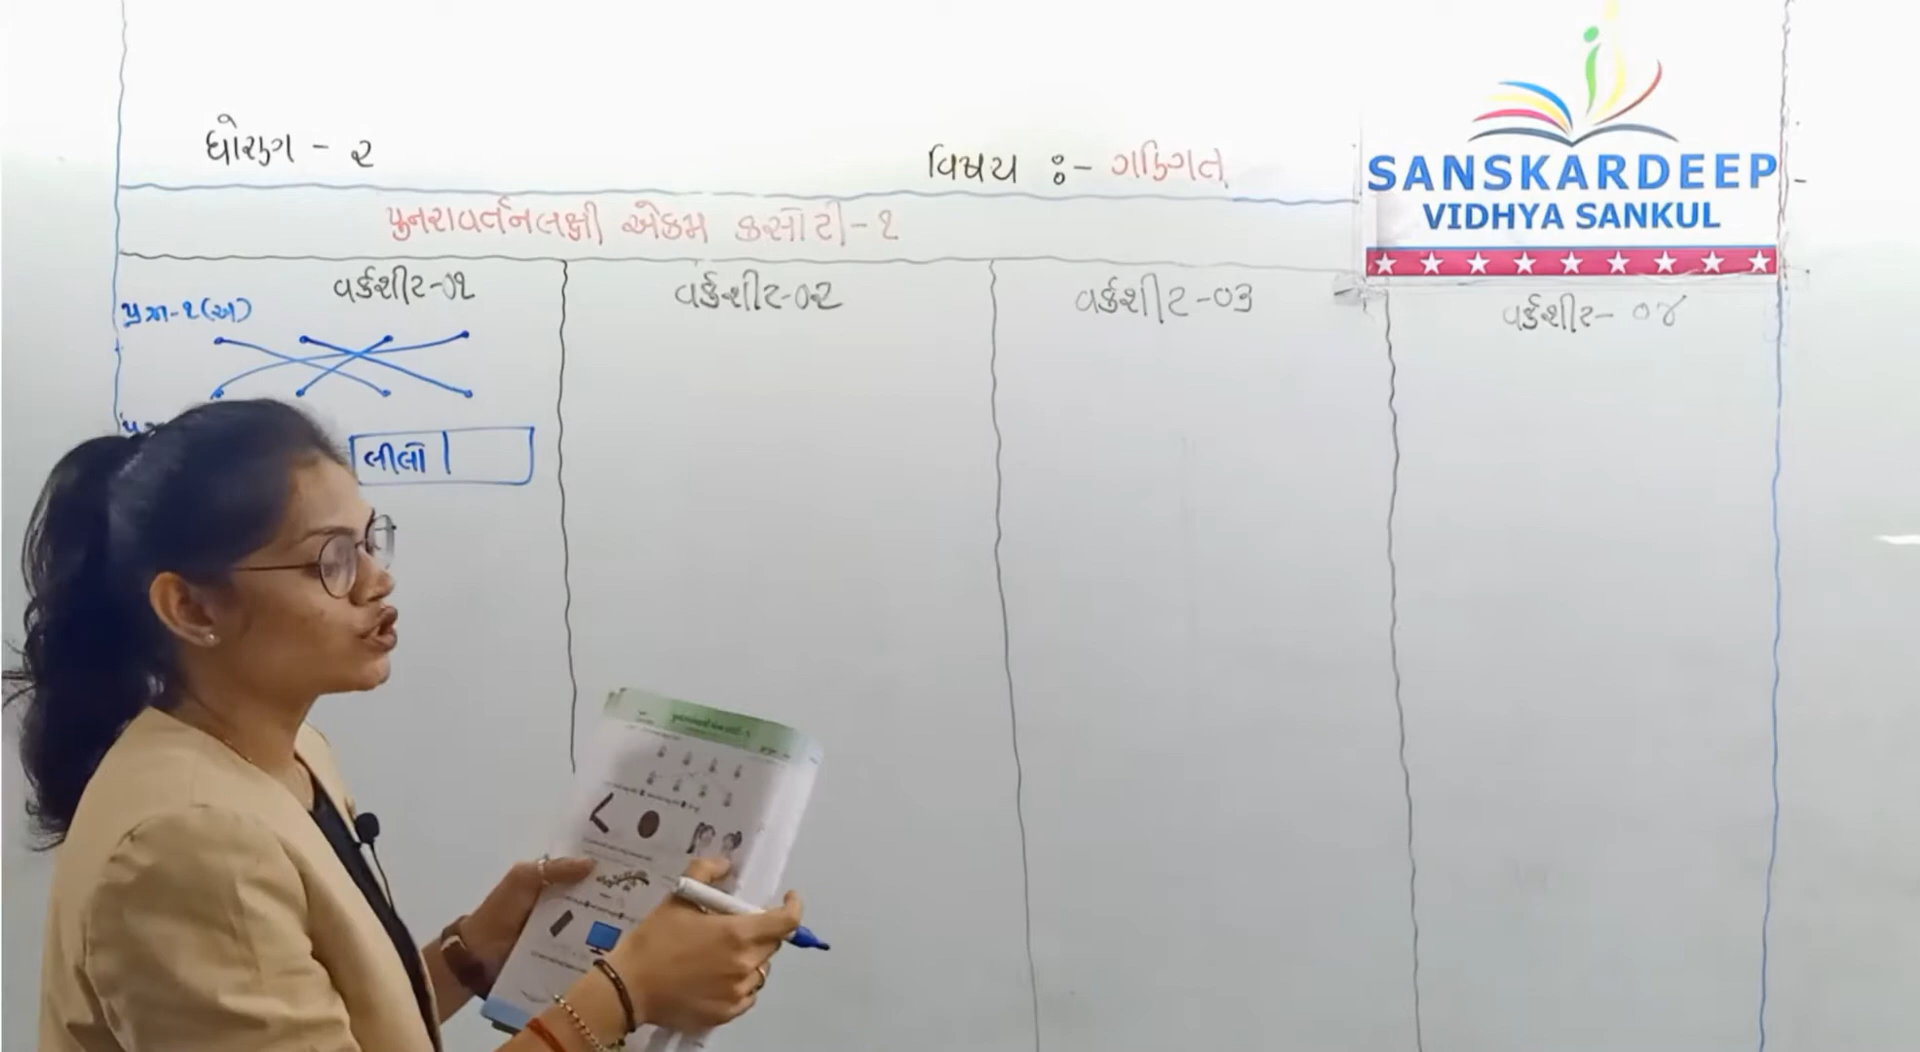 ધોરણ - ૨
વિષય :- ગણિત
SANSKARDEEP
VIDHYA SANKUL
પુનરાવર્તનલક્ષી એકમ કસોટી-૧
વર્કશીટ-૦૧
વર્કશીટ-૦૨
વર્કશીટ-૦૩
વર્કશીટ- ૦૪
પ્રશ્ન-૧(અ)
લીલો